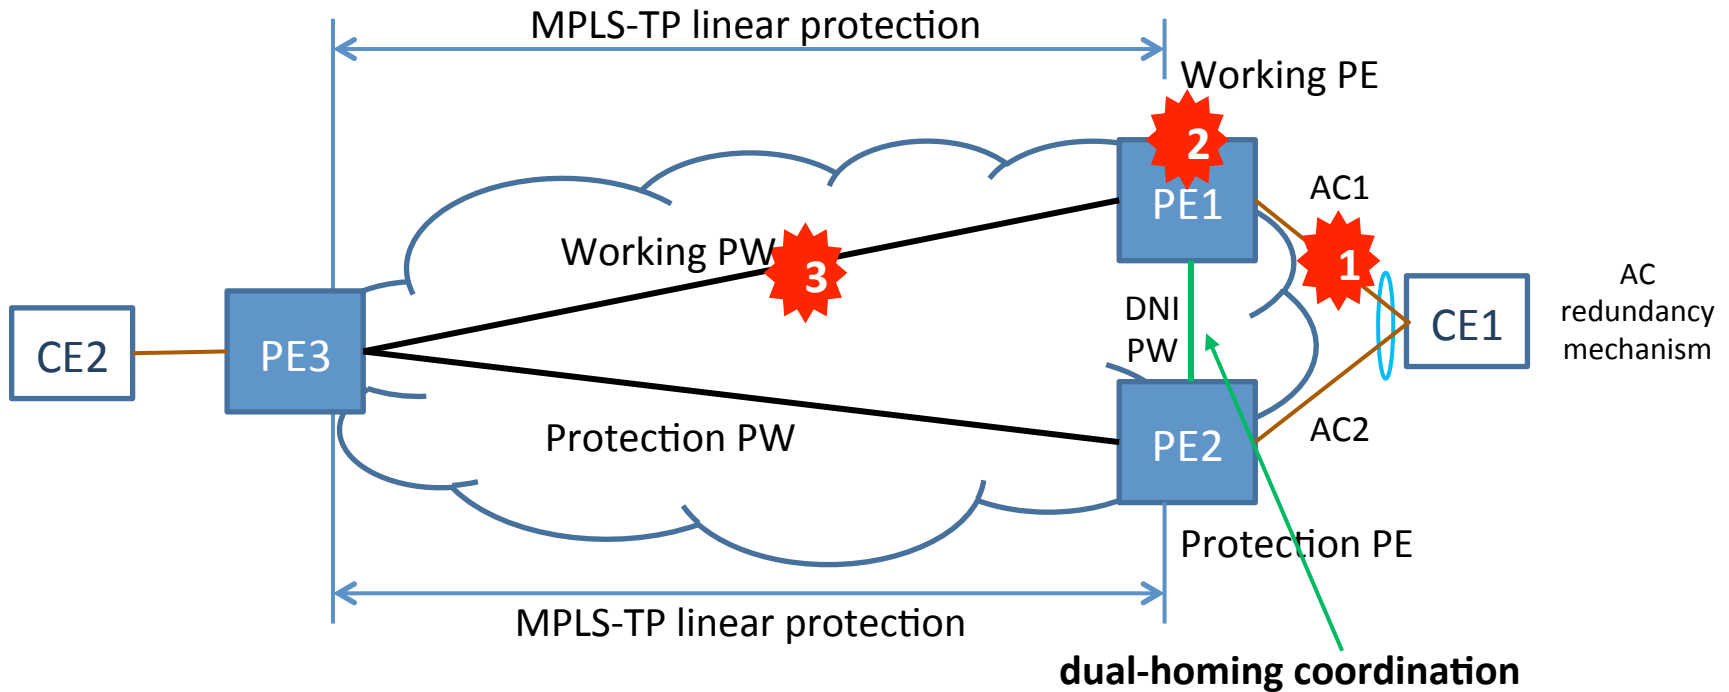 MPLS-TP linear protection
Working PE
2
PE1
AC1
Working PW
3
1
DNI
PW
CE2
PE3
CE1
AC
redundancy
mechanism
Protection PW
PE2
AC2
Protection PE
MPLS-TP linear protection
dual-homing coordination